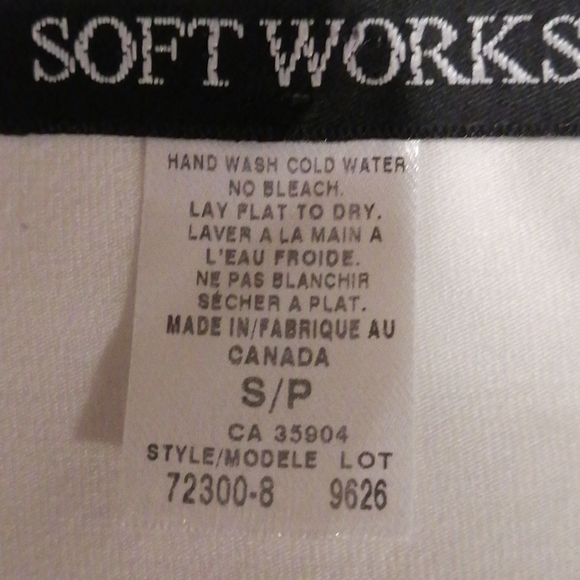 SOFT WORKS
HAND WASH COLD WATER
NO BLEACH.
LAY FLAT TO DRY.
LAVER A LA MAIN A
L'EAU FROIDE.
NE PAS BLANCHIR
SÉCHER A PLAT.
MADE IN/FABRIQUE AU
CANADA
S/P
CA 35904
STYLE/MODELE LOT
72300-8 9626